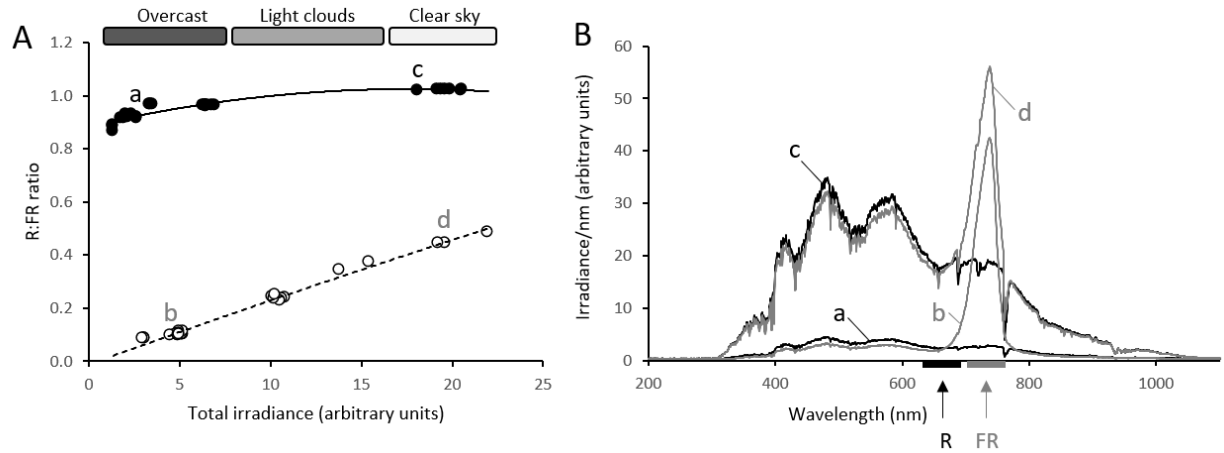 A
Overcast
Light clouds
Clear sky
1.2
1.0
0.8
0.6
0.4
0.2
0.0
R:FR ratio
a
c
b
d
0
5
10
15
20
25
Total irradiance (arbitrary units)
B
60
50
40
30
20
10
0
Irradiance/nm (arbitrary units)
d
c
a
b
200
400
600
800
1000
Wavelength (nm)
R
FR